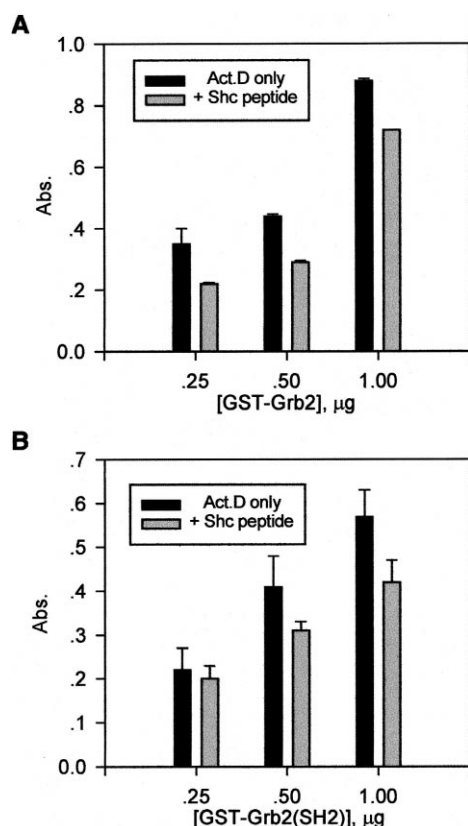 A
1.0
.8
.6
.4
.2
0.0
Abs.
Act.D only
+ Shc peptide
.25 .50 1.00
[GST-Grb2], μg
B
.7
.6
.5
.4
.3
.2
.1
0.0
Abs.
Act.D only
+ Shc peptide
.25 .50 1.00
[GST-Grb2(SH2)], μg